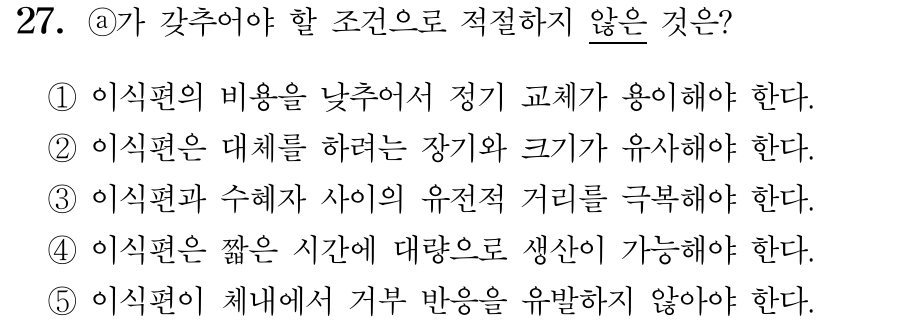 27. ⓐ가 갖추어야 할 조건으로 적절하지 않은 것은?
① 이식편의 비용을 낮추어서 정기 교체가 용이해야 한다.
② 이식편은 대체를 하려는 장기와 크기가 유사해야 한다.
③ 이식편과 수혜자 사이의 유전적 거리를 극복해야 한다.
④ 이식편은 짧은 시간에 대량으로 생산이 가능해야 한다.
⑤ 이식편이 체내에서 거부 반응을 유발하지 않아야 한다.